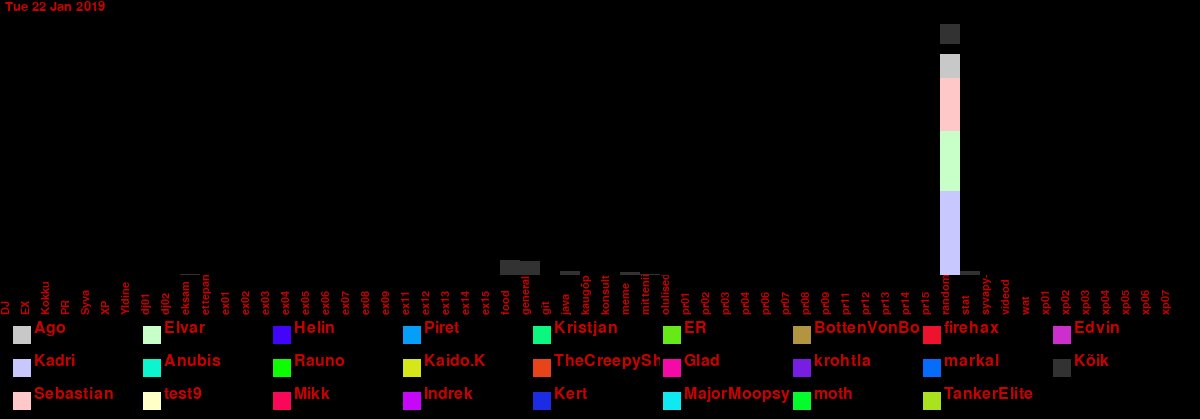 Tue 22 Jan 2019
DJ EX Kokku PR Syva XP Yldine dj01 dj02 eksam ettepan ex01 ex02 ex03 ex04 ex05 ex06 ex07 ex08 ex09 ex10 ex11 ex12 ex13 ex14 ex15 food general git java kaugõp konsult meme mitteniii olulised pr01 pr02 pr03 pr04 pr06 pr07 pr08 pr09 pr11 pr12 pr13 pr14 pr15 random stat syvapy- videod wat xp01 xp02 xp03 xp04 xp05 xp06 xp07
Ago Elvar Helin Piret Kristjan ER BottenVonBo firehax Edvin
Kadri Anubis Rauno Kaido.K TheCreepySh Glad krohtla markal Kõik
Sebastian test9 Mikk Indrek Kert MajorMoopsy moth TankerElite